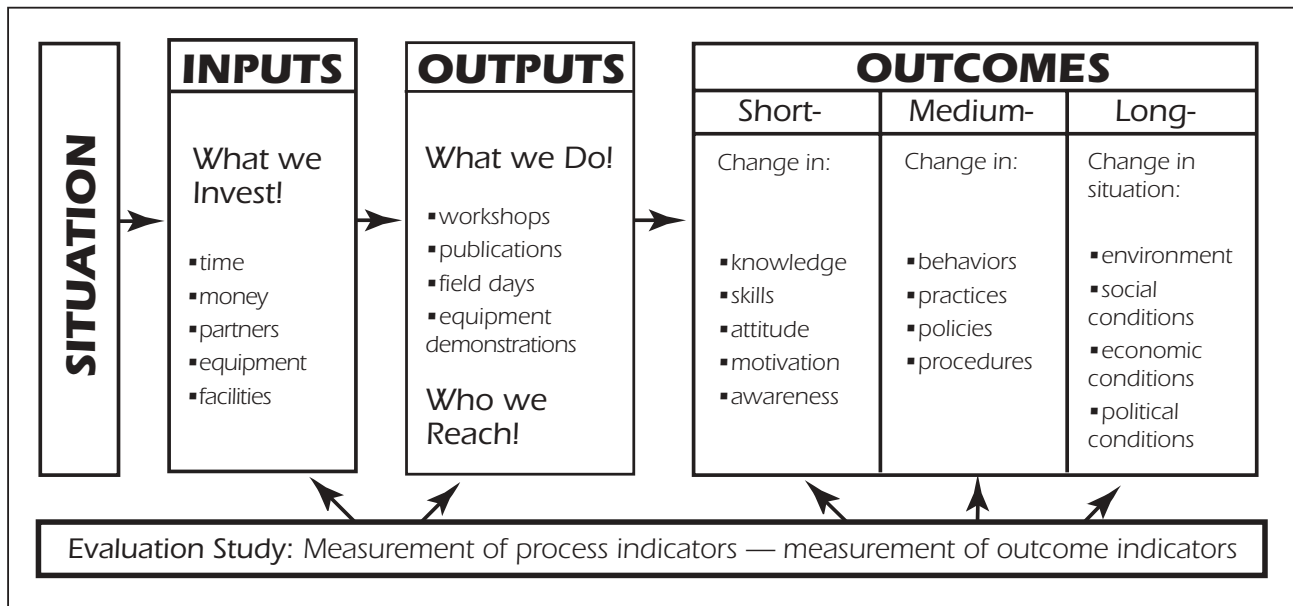 SITUATION
INPUTS
What we
Invest!
▪time
▪money
▪partners
▪equipment
▪facilities
OUTPUTS
What we Do!
▪workshops
▪publications
▪field days
▪equipment
demonstrations
Who we
Reach!
OUTCOMES
Short-
Change in:
▪knowledge
▪skills
▪attitude
▪motivation
▪awareness
Medium-
Change in:
▪behaviors
▪practices
▪policies
▪procedures
Long-
Change in
situation:
▪environment
▪social
conditions
▪economic
conditions
▪political
conditions
Evaluation Study: Measurement of process indicators — measurement of outcome indicators